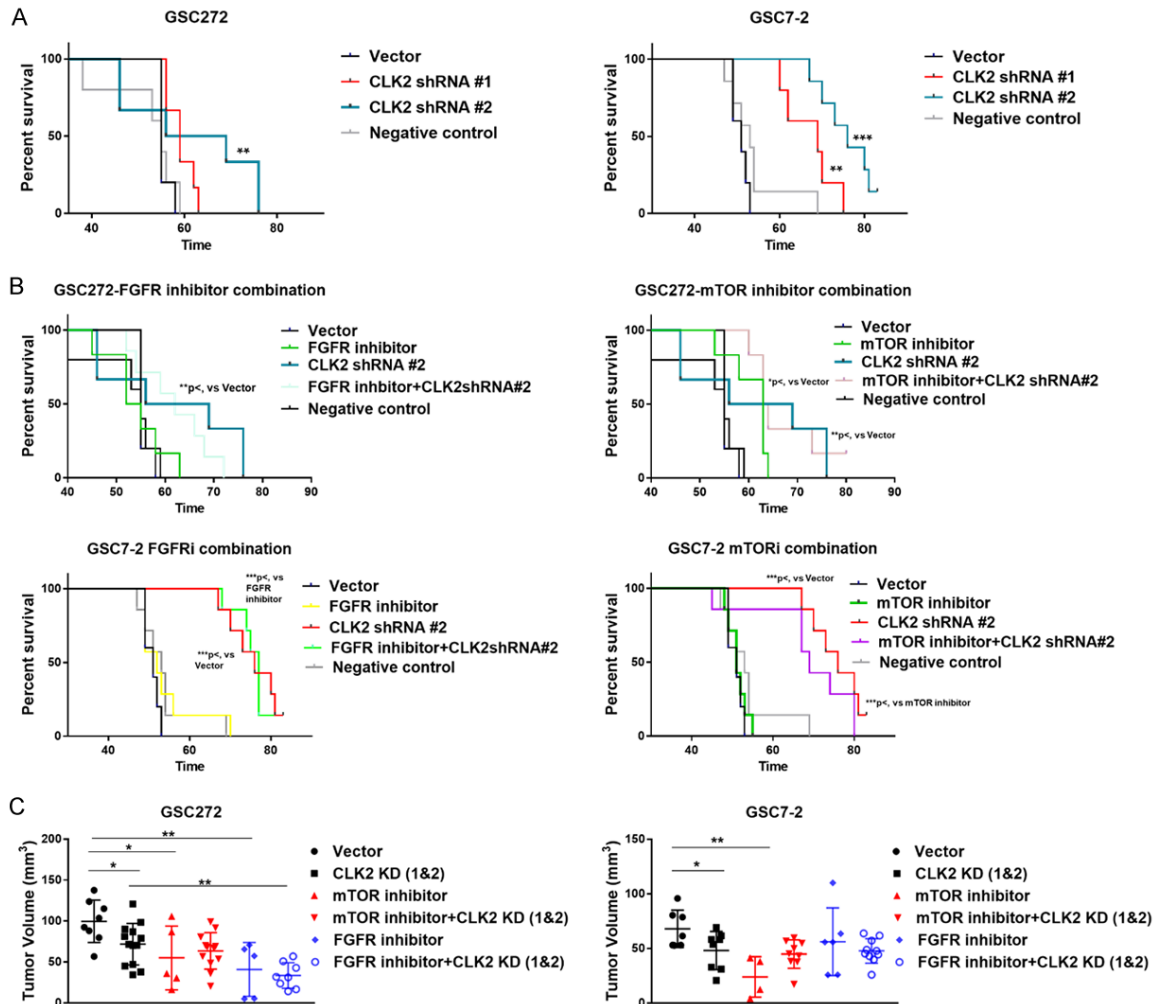 A
GSC272
Percent survival
100
50
0
40
60
80
Time
Vector
CLK2 shRNA #1
CLK2 shRNA #2
Negative control
**
GSC7-2
Percent survival
100
50
0
40
60
80
Time
Vector
CLK2 shRNA #1
CLK2 shRNA #2
Negative control
***
**
B
GSC272-FGFR inhibitor combination
Percent survival
100
50
0
40
50
60
70
80
90
Time
Vector
FGFR inhibitor
CLK2 shRNA #2
FGFR inhbitor+CLK2shRNA#2
Negative control
**p<, vs Vector
GSC272-mTOR inhibitor combination
Percent survival
100
50
0
40
50
60
70
80
90
Time
Vector
mTOR inhibitor
CLK2 shRNA #2
mTOR inhibitor+CLK2 shRNA#2
Negative control
*p<, vs Vector
**p<, vs Vector
GSC7-2 FGFRi combination
Percent survival
100
50
0
40
60
80
Time
***p<, vs
FGFR
inhibitor
***p<, vs
Vector
Vector
FGFR inhibitor
CLK2 shRNA #2
FGFR inhibitor+CLK2shRNA#2
Negative control
GSC7-2 mTORi combination
Percent survival
100
50
0
40
60
80
Time
***p<, vs Vector
Vector
mTOR inhibitor
CLK2 shRNA #2
mTOR inhibitor+CLK2 shRNA#2
Negative control
***p<, vs mTOR inhibitor
C
GSC272
Tumor Volume (mm3)
200
150
100
50
0
**
*
*
**
Vector
CLK2 KD (1&2)
mTOR inhibitor
mTOR inhibitor+CLK2 KD (1&2)
FGFR inhibitor
FGFR inhibitor+CLK2 KD (1&2)
GSC7-2
Tumor Volume (mm3)
150
100
50
0
**
*
Vector
CLK2 KD (1&2)
mTOR inhibitor
mTOR inhibitor+CLK2 KD (1&2)
FGFR inhibitor
FGFR inhibitor+CLK2 KD (1&2)